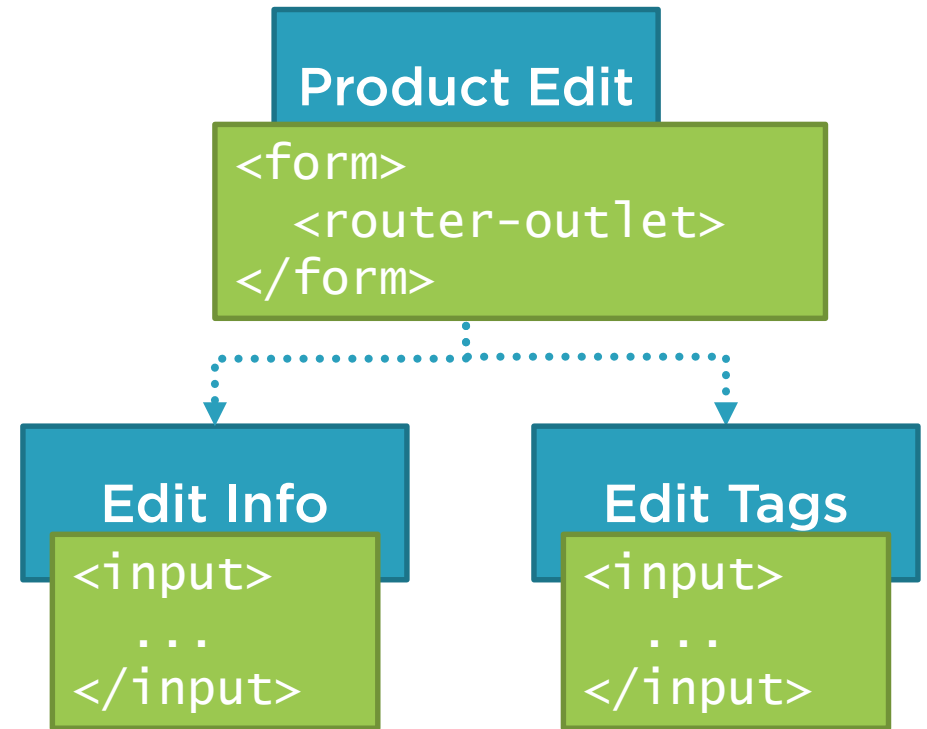 Product Edit
<form>
<router-outlet>
</form>
Edit Info
<input>
...
</input>
Edit Tags
<input>
...
</input>